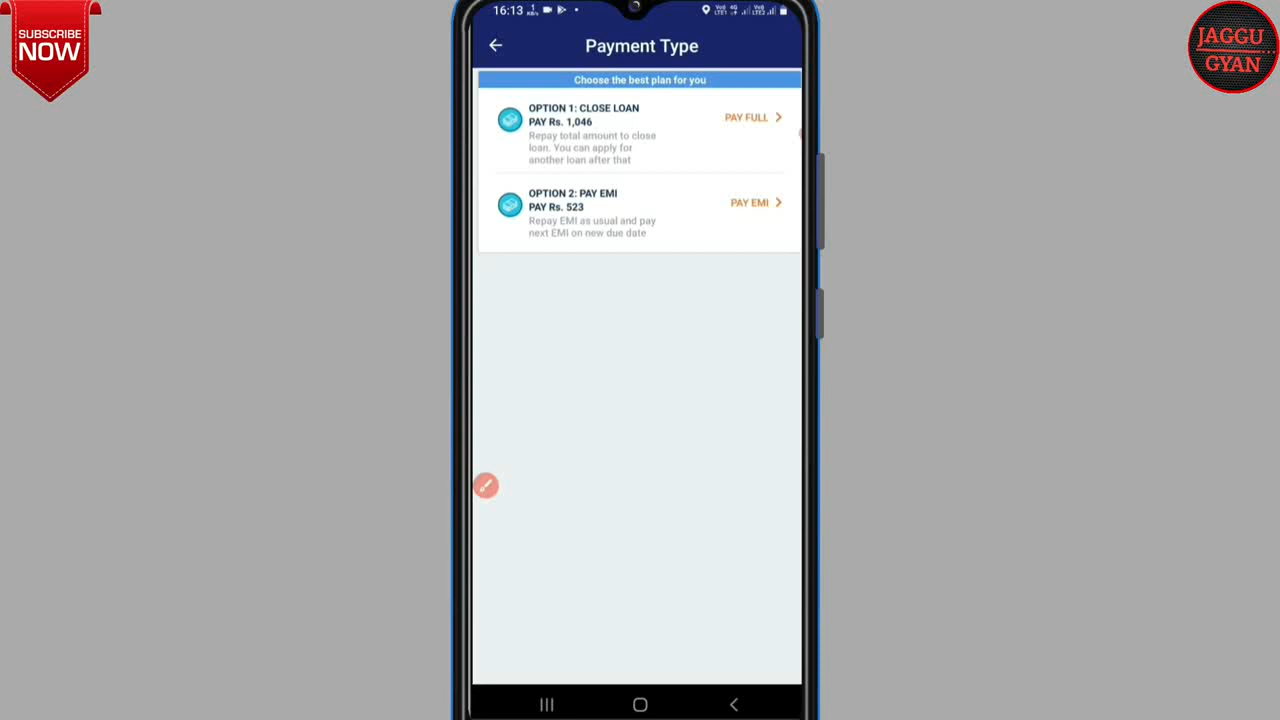 SUBSCRIBE
NOW
JAGGU
GYAN
16:13
Payment Type
Choose the best plan for you
OPTION 1: CLOSE LOAN
PAY Rs. 1,046
Repay total amount to close
loan. You can apply for
another loan after that
PAY FULL
OPTION 2: PAY EMI
PAY Rs. 523
Repay EMI as usual and pay
next EMI on new due date
PAY EMI